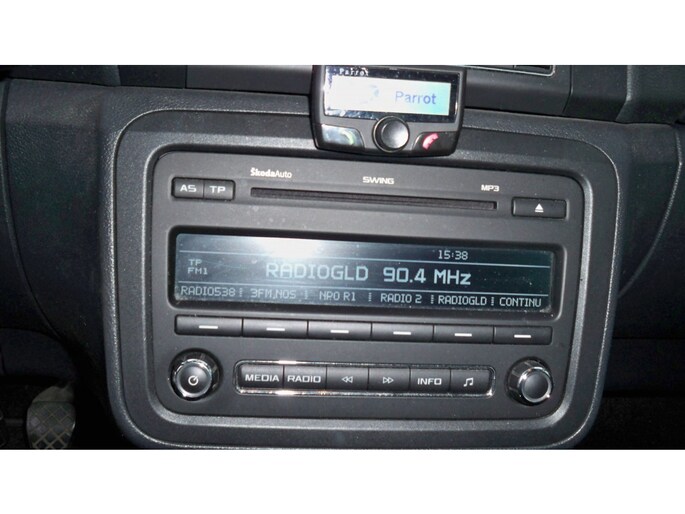 Parrot
Parrot
ŠkodaAuto SWING MP3
AS TP
15:38
TP
FM1 RADIOGLD 90.4 MHz
RADIO538 | 3FM,NOS | NPO R1 | RADIO 2 | RADIOGLD | CONTINU
MEDIA RADIO INFO